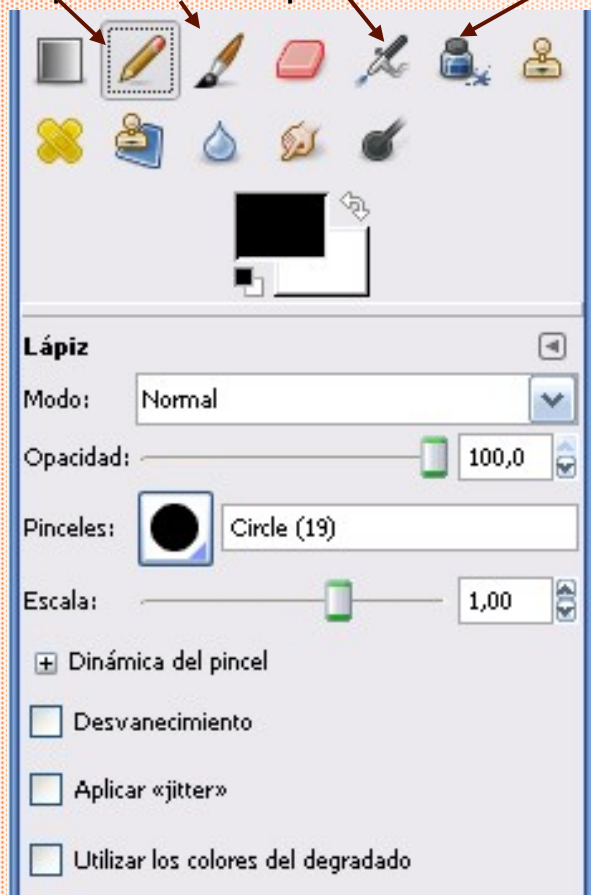 Lápiz
Modo: Normal
Opacidad: 100,0
Pinceles: Circle (19)
Escala: 1,00
Dinámica del pincel
Desvanecimiento
Aplicar «jitter»
Utilizar los colores del degradado